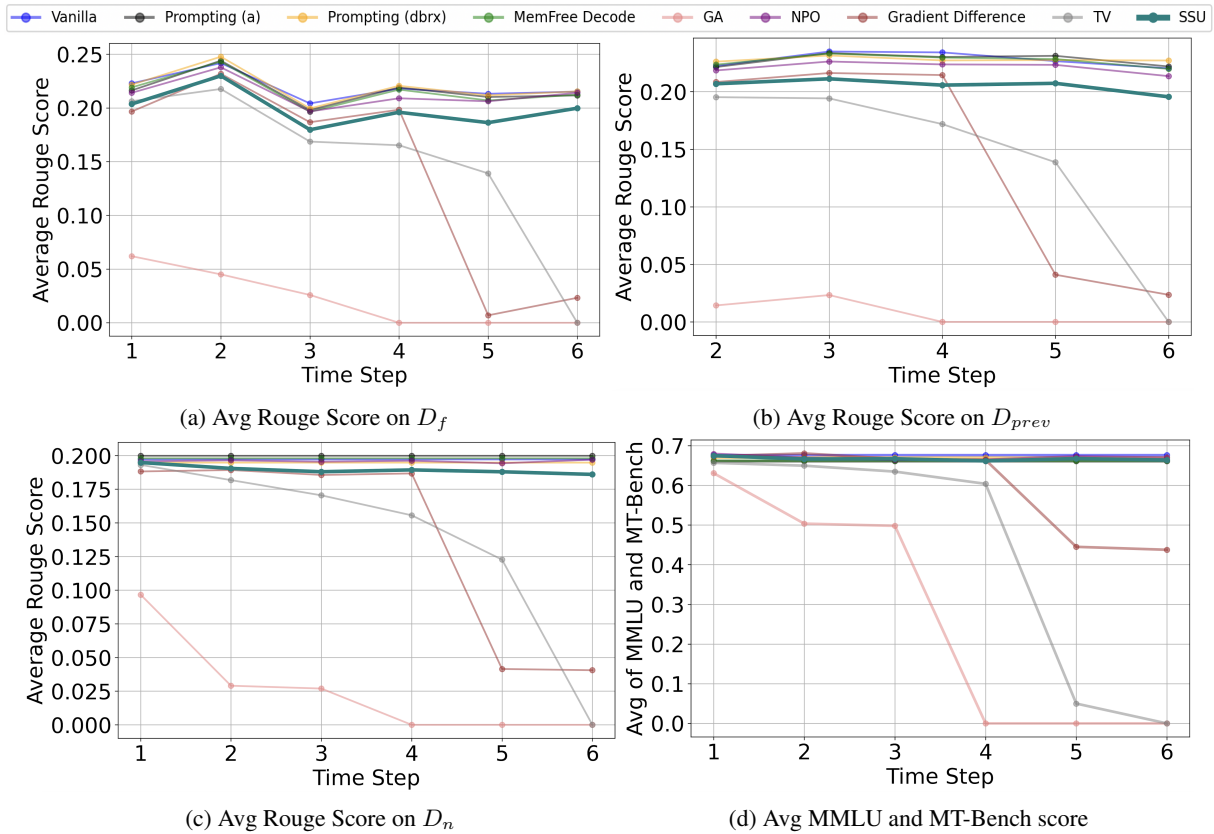 Vanilla Prompting (a) Prompting (dbrx) MemFree Decode GA NPO Gradient Difference TV SSU
Average Rouge Score
0.25
0.20
0.15
0.10
0.05
0.00
1 2 3 4 5 6
Time Step
(a) Avg Rouge Score on D_f
Average Rouge Score
0.20
0.15
0.10
0.05
0.00
2 3 4 5 6
Time Step
(b) Avg Rouge Score on D_prev
Average Rouge Score
0.200
0.175
0.150
0.125
0.100
0.075
0.050
0.025
0.000
1 2 3 4 5 6
Time Step
(c) Avg Rouge Score on D_n
Avg of MMLU and MT-Bench
0.7
0.6
0.5
0.4
0.3
0.2
0.1
0.0
1 2 3 4 5 6
Time Step
(d) Avg MMLU and MT-Bench score